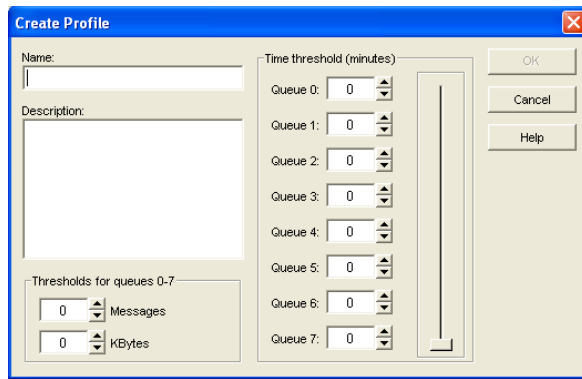 Create Profile
Name:
Description:
Thresholds for queues 0-7
0 Messages
0 KBytes
Time threshold (minutes)
Queue 0: 0
Queue 1: 0
Queue 2: 0
Queue 3: 0
Queue 4: 0
Queue 5: 0
Queue 6: 0
Queue 7: 0
OK
Cancel
Help